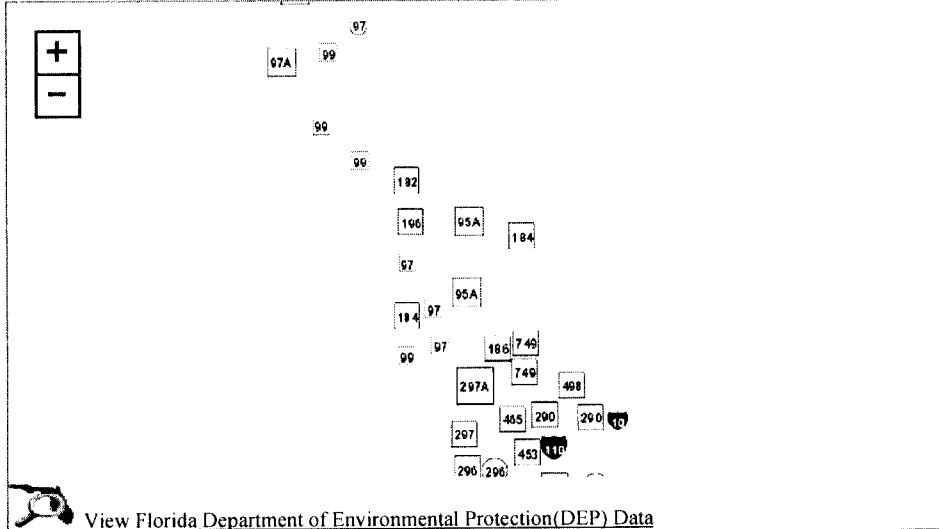 97
+
97A 99
−
99
99
182
196 95A 184
97
95A
97
184
186 749
97
99
749
297A 498
465 290 290 10
297
453 110
296 296
View Florida Department of Environmental Protection(DEP) Data